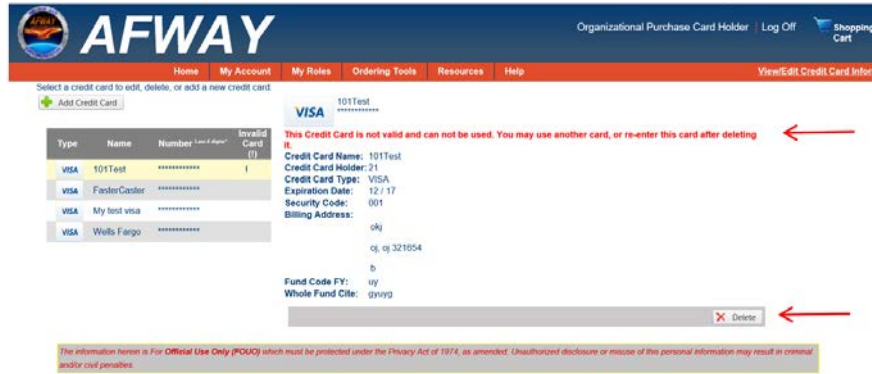 AFWAY
AFWAY
Organizational Purchase Card Holder | Log Off
Shopping
Cart
Home My Account My Roles Ordering Tools Resources Help View/Edit Credit Card Infor
Select a credit card to edit, delete, or add a new credit card.
Add Credit Card
Type Name Number Last 4 digits* Invalid Card (!)
VISA 101Test ************ !
VISA FasterCaster ************
VISA My test visa ************
VISA Wells Fargo ************
VISA 101Test
************
This Credit Card is not valid and can not be used. You may use another card, or re-enter this card after deleting
it.
Credit Card Name: 101Test
Credit Card Holder: 21
Credit Card Type: VISA
Expiration Date: 12 / 17
Security Code: 001
Billing Address:
okj
oj, oj 321654
b
Fund Code FY: uy
Whole Fund Cite: gyuyg
Delete
The information herein is For Official Use Only (FOUO) which must be protected under the Privacy Act of 1974, as amended. Unauthorized disclosure or misuse of this personal information may result in criminal
and/or civil penalties.